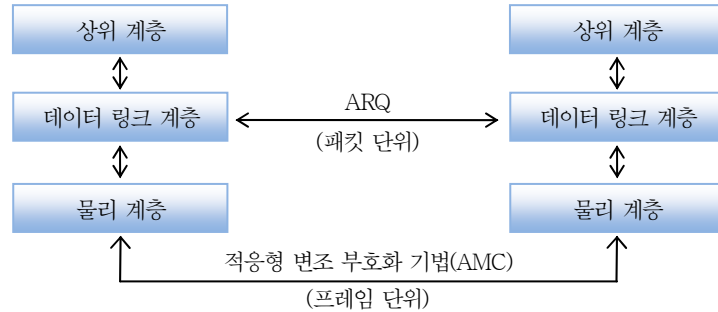 상위 계층
상위 계층
ARQ
데이터 링크 계층
데이터 링크 계층
(패킷 단위)
물리 계층
물리 계층
적응형 변조 부호화 기법(AMC)
(프레임 단위)